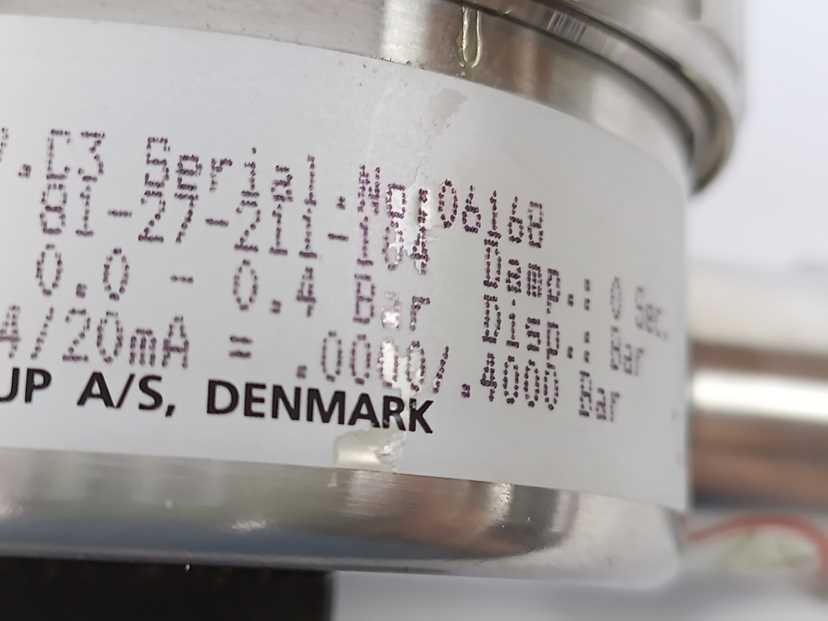 .C3 Serial Nr: 06168
81-27-211-104 Damp.: 0 Sec.
0.0 - 0.4 Bar Disp.: Bar
4/20mA = .0000/.4000 Bar
UP A/S, DENMARK